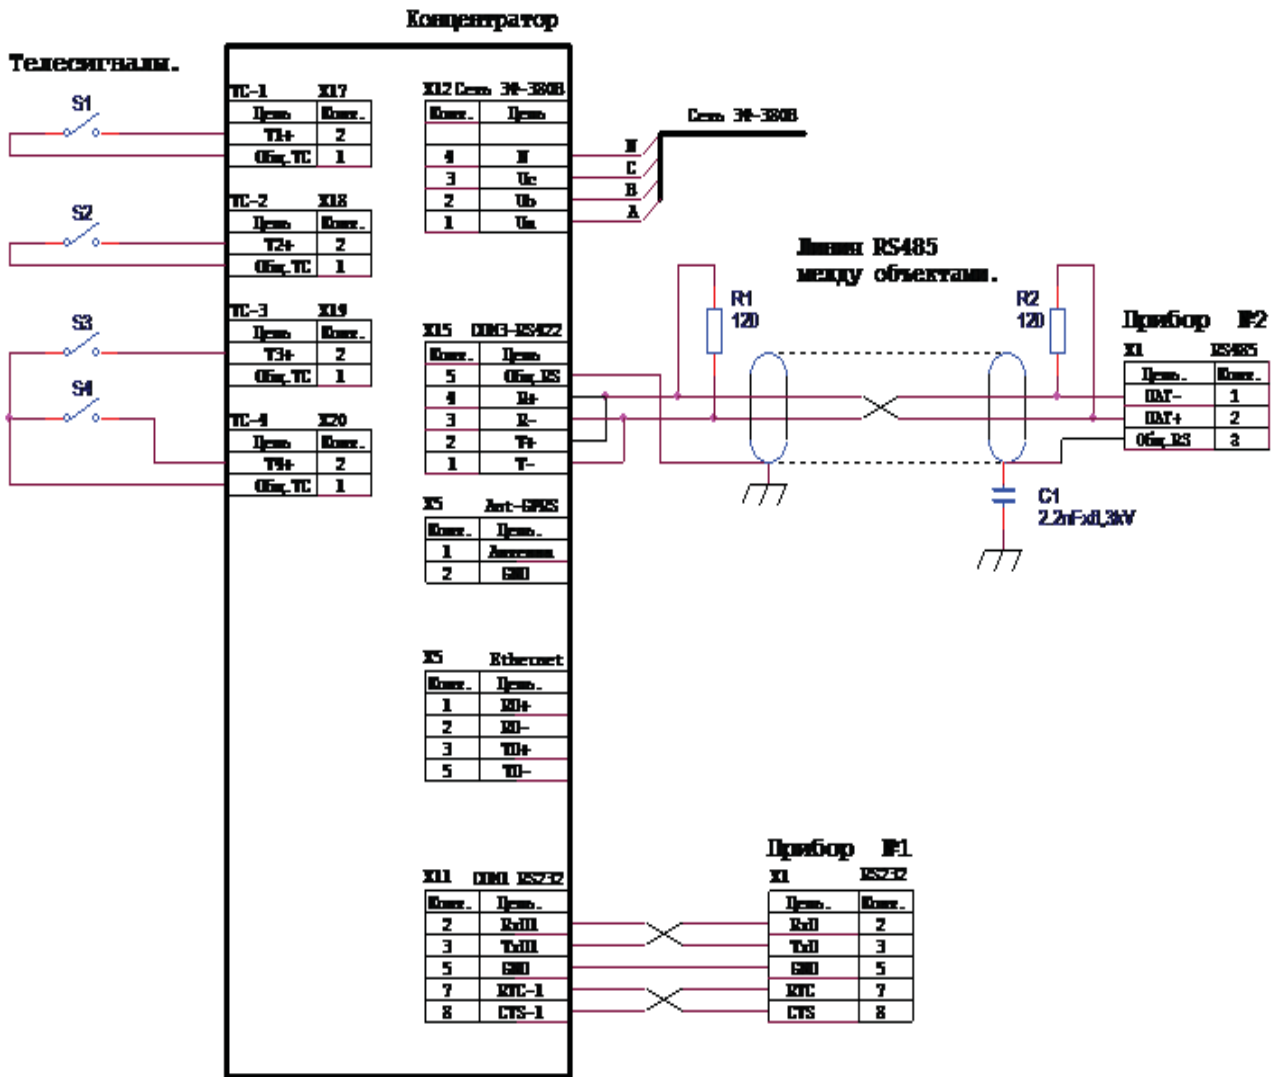 Концентратор
Телесигналы.
S1
ТС-1 X17
Цепь Конт.
T1+ 2
Общ.ТС 1
S2
ТС-2 X18
Цепь Конт.
T2+ 2
Общ.ТС 1
S3
ТС-3 X19
Цепь Конт.
T3+ 2
Общ.ТС 1
S4
ТС-4 X20
Цепь Конт.
T4+ 2
Общ.ТС 1
X12 Сеть 3Ф-380В
Конт. Цепь
4 N
3 Uc
2 Ub
1 Ua
Сеть 3Ф-380В
N
C
B
A
X15 COM3-RS422
Конт. Цепь
5 Общ.RS
4 R+
3 R-
2 T+
1 T-
Линия RS485
между объектами.
R1
120
R2
120
Прибор №2
X1 RS485
Цепь. Конт.
DAT- 1
DAT+ 2
Общ.RS 3
C1
2.2nFx0,3kV
X5 Ant-GPRS
Конт. Цепь.
1 Антенна
2 GND
X5 Ethernet
Конт. Цепь.
1 RD+
2 RD-
3 TD+
5 TD-
X11 COM1 RS232
Конт. Цепь.
2 RxD1
3 TxD1
5 GND
7 RTC-1
8 CTS-1
Прибор №1
X1 RS232
Цепь. Конт.
RxD 2
TxD 3
GND 5
RTC 7
CTS 8